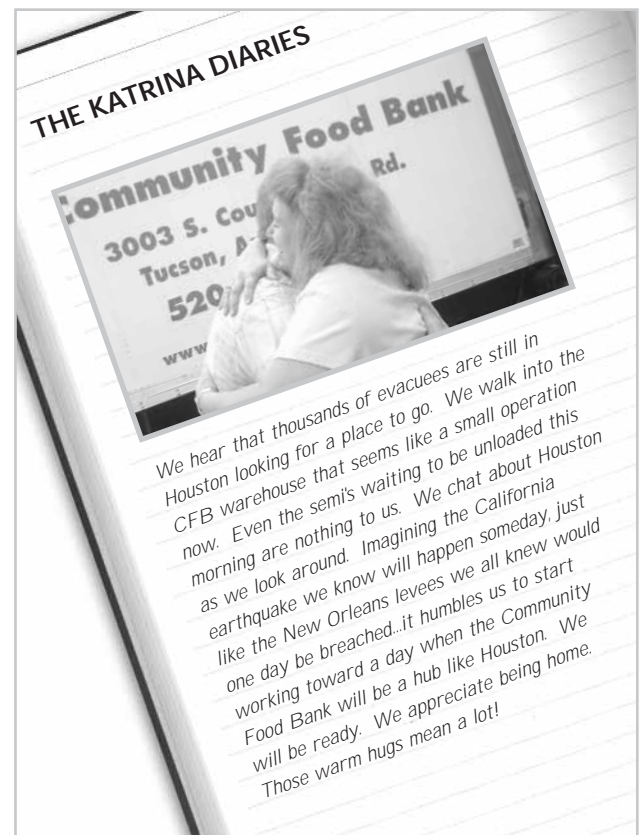 THE KATRINA DIARIES
ommunity Food Bank
3003 S. Cou Rd.
Tucson, A
520
www
We hear that thousands of evacuees are still in
Houston looking for a place to go. We walk into the
CFB warehouse that seems like a small operation
now. Even the semi's waiting to be unloaded this
morning are nothing to us. We chat about Houston
as we look around. Imagining the California
earthquake we know will happen someday, just
like the New Orleans levees we all knew would
one day be breached...it humbles us to start
working toward a day when the Community
Food Bank will be a hub like Houston. We
will be ready. We appreciate being home.
Those warm hugs mean a lot!